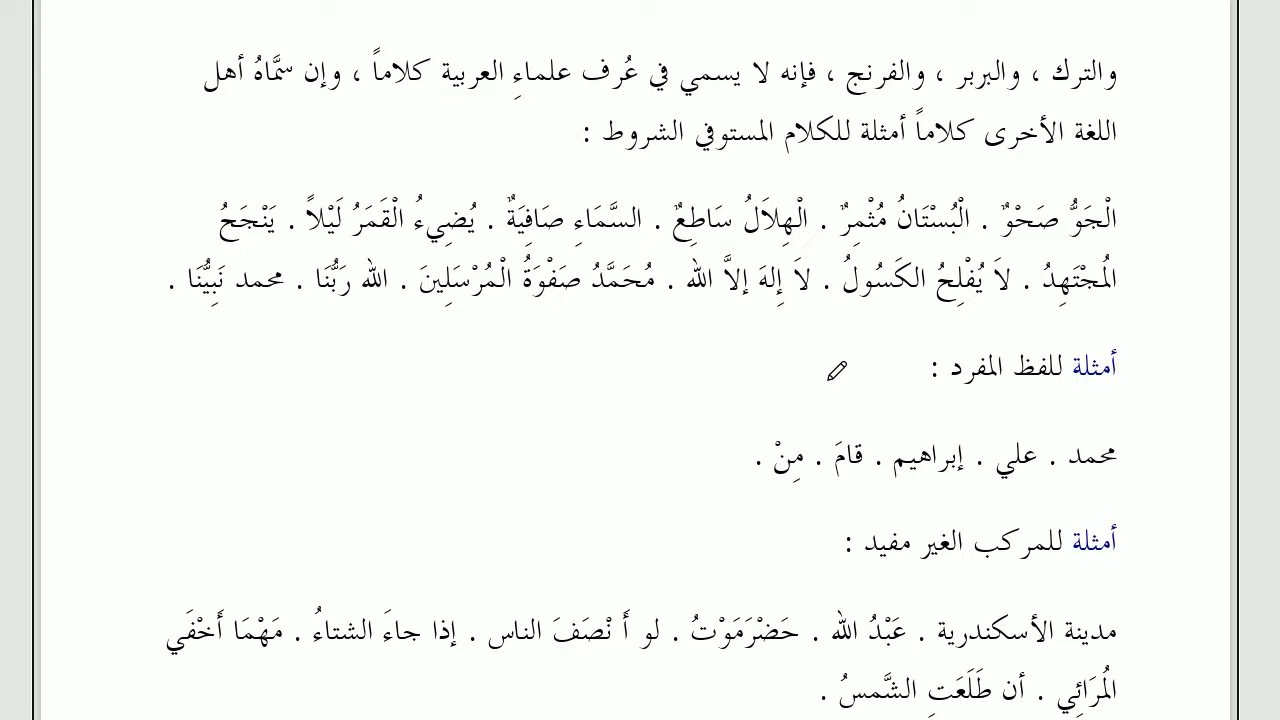 والترك ، والبربر ، والفرنج ، فإنه لا يسمي في عُرف علماءِ العربية كلاماً ، وإن سمَّاهُ أهل
اللغة الأخرى كلاماً أمثلة للكلام المستوفي الشروط :
الْجَوُّ صَحْوٌ . الْبُسْتَانُ مُثْمِرٌ . الْهِلاَلُ سَاطِعٌ . السَّمَاءِ صَافِيَةٌ . يُضِيءُ الْقَمَرُ لَيْلاً . يَنْجَحُ
الُمجْتَهِدُ . لاَ يُفْلِحُ الكَسُولُ . لاَ إِلهَ إلاَّ الله . مُحَمَّدُ صَفْوَةُ الْمُرْسَلِينَ . الله رَبُّنَا . محمد نَبِيُّنَا .
أمثلة للفظ المفرد :
محمد . علي . إبراهيم . قامَ . مِنْ .
أمثلة للمركب الغير مفيد :
مدينة الأسكندرية . عَبْدُ الله . حَضْرَمَوْتُ . لو أَ نْصَفَ الناس . إذا جاءَ الشتاءُ . مَهْمَا أَخْفَي
الُمرَائِي . أن طَلَعَتِ الشَّمسُ .